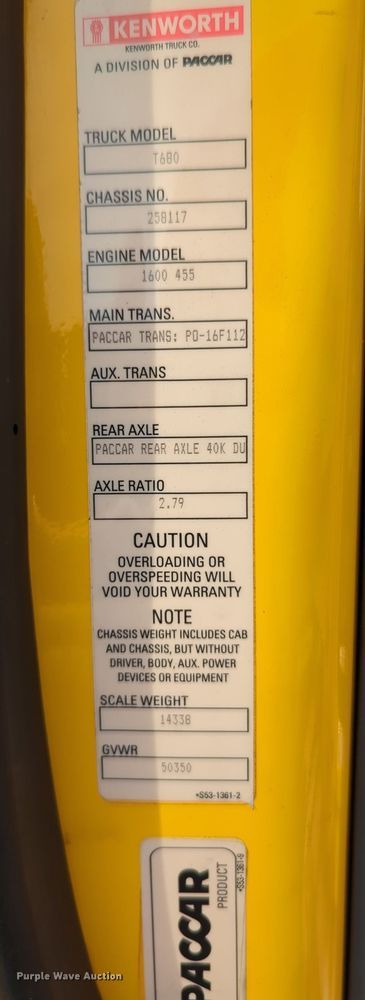 KENWORTH
KENWORTH TRUCK CO.
A DIVISION OF PACCAR
TRUCK MODEL
T680
CHASSIS NO.
258117
ENGINE MODEL
1600 455
MAIN TRANS.
PACCAR TRANS: PO-16F112
AUX. TRANS
REAR AXLE
PACCAR REAR AXLE 40K DU
AXLE RATIO
2.79
CAUTION
OVERLOADING OR
OVERSPEEDING WILL
VOID YOUR WARRANTY
NOTE
CHASSIS WEIGHT INCLUDES CAB
AND CHASSIS, BUT WITHOUT
DRIVER, BODY, AUX. POWER
DEVICES OR EQUIPMENT
SCALE WEIGHT
14338
GVWR
50350
*S53-1361-2
PACCAR
PRODUCT
*S53-1361-9
Purple Wave Auction